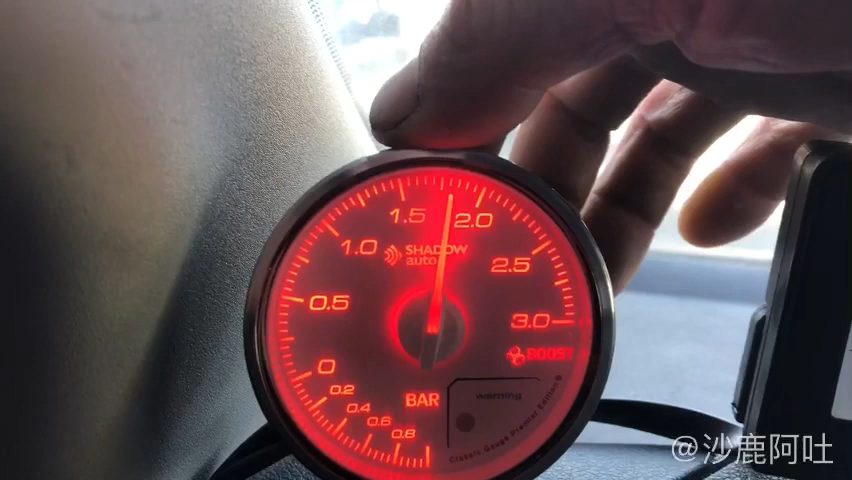 1.5
2.0
1.0
SHADOW
auto
2.5
0.5
3.0
BOOST
0
0.2
0.4
0.6
0.8
BAR
warning
Classic Gauge Premier Edition
@沙鹿阿吐